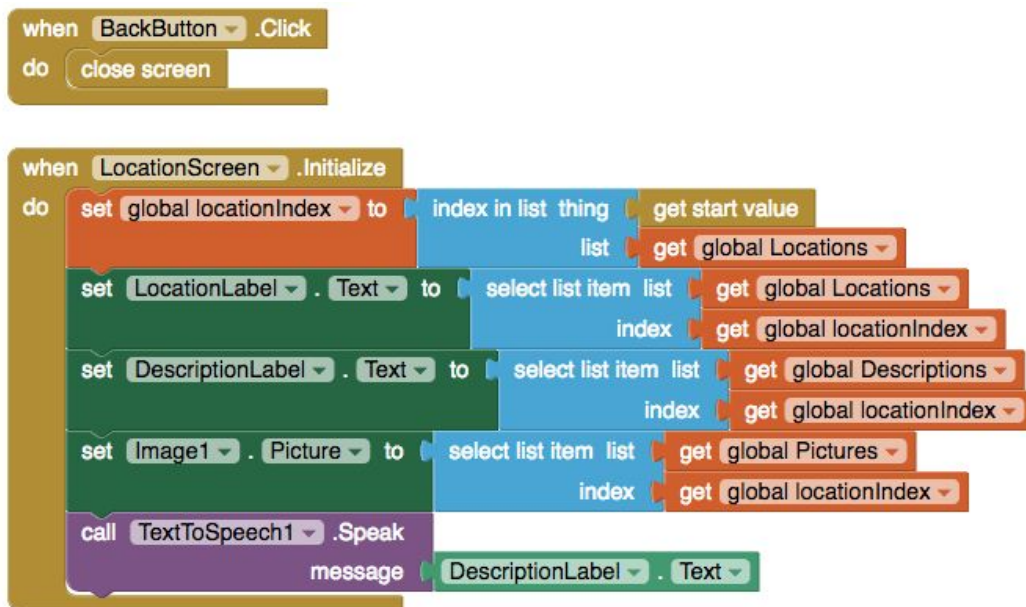 when BackButton .Click
do close screen
when LocationScreen .Initialize
do set global locationIndex to index in list thing get start value
list get global Locations
set LocationLabel . Text to select list item list get global Locations
index get global locationIndex
set DescriptionLabel . Text to select list item list get global Descriptions
index get global locationIndex
set Image1 . Picture to select list item list get global Pictures
index get global locationIndex
call TextToSpeech1 .Speak
message DescriptionLabel . Text